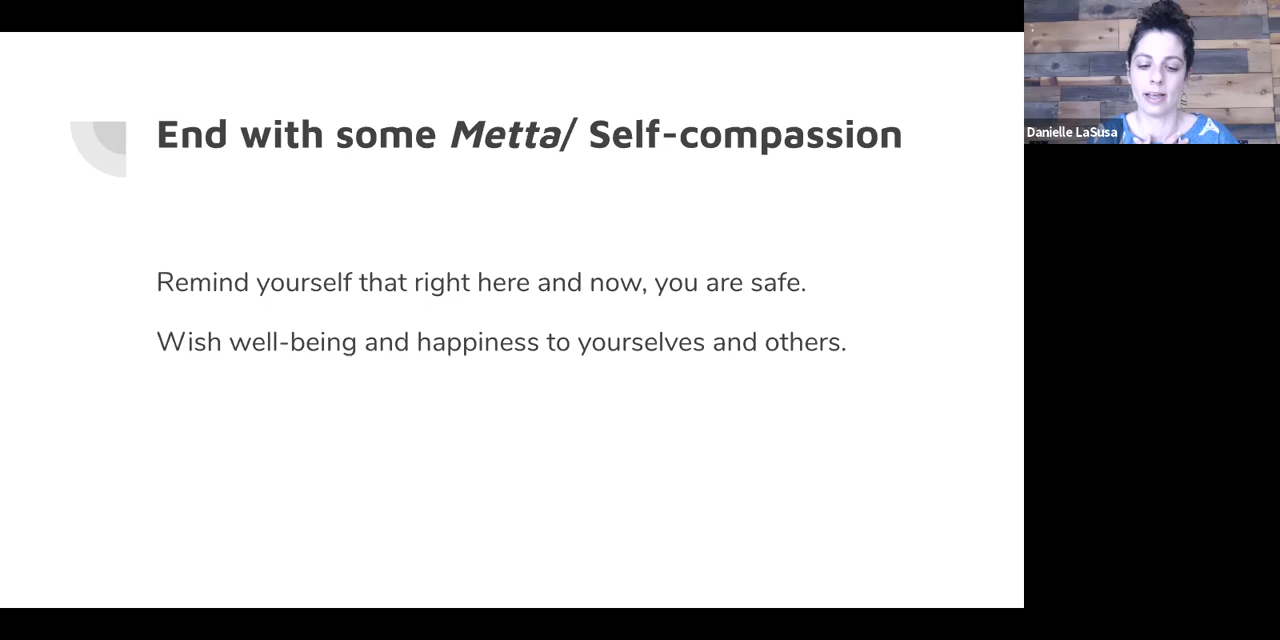 End with some Metta/ Self-compassion
Remind yourself that right here and now, you are safe.
Wish well-being and happiness to yourselves and others.
Danielle LaSusa